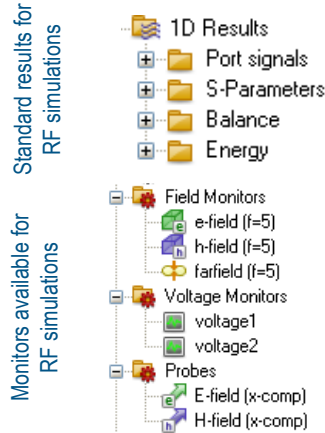 Standard results for
RF simulations
1D Results
Port signals
S-Parameters
Balance
Energy
Monitors available for
RF simulations
Field Monitors
e-field (f=5)
h-field (f=5)
farfield (f=5)
Voltage Monitors
voltage1
voltage2
Probes
E-field (x-comp)
H-field (x-comp)